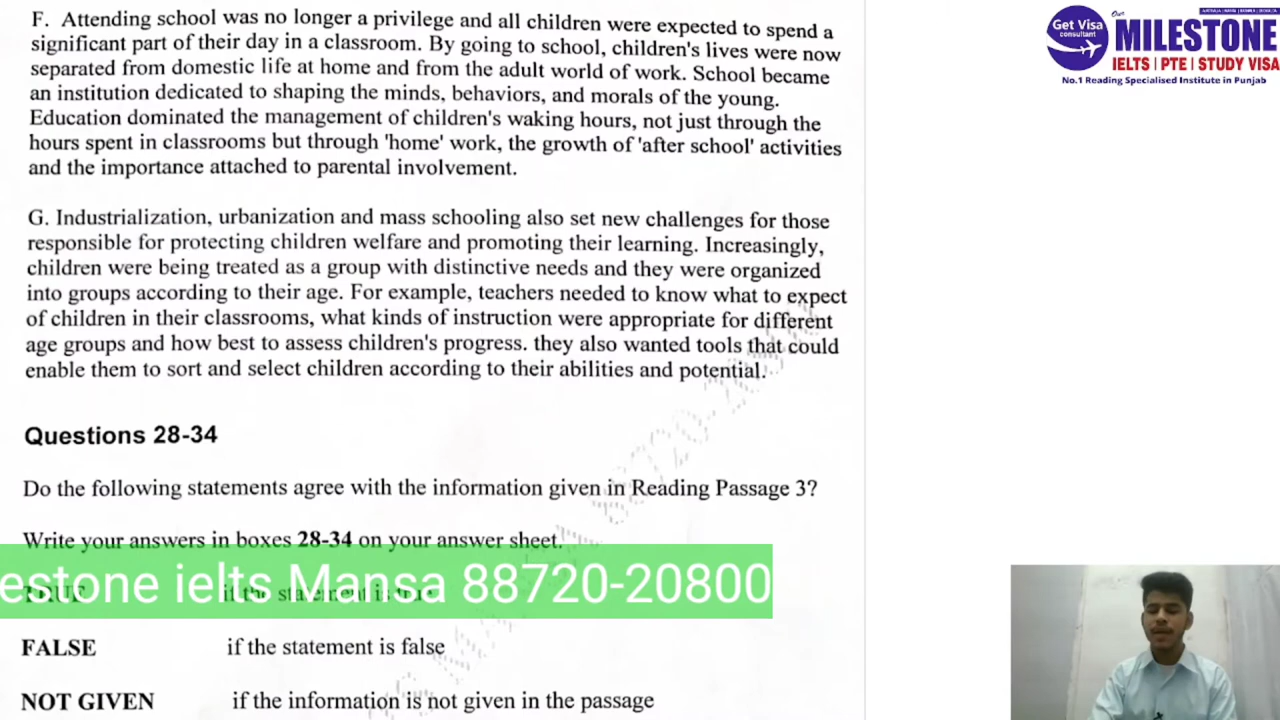 F. Attending school was no longer a privilege and all children were expected to spend a
significant part of their day in a classroom. By going to school, children's lives were now
separated from domestic life at home and from the adult world of work. School became
an institution dedicated to shaping the minds, behaviors, and morals of the young.
Education dominated the management of children's waking hours, not just through the
hours spent in classrooms but through 'home' work, the growth of 'after school' activities
and the importance attached to parental involvement.
G. Industrialization, urbanization and mass schooling also set new challenges for those
responsible for protecting children welfare and promoting their learning. Increasingly,
children were being treated as a group with distinctive needs and they were organized
into groups according to their age. For example, teachers needed to know what to expect
of children in their classrooms, what kinds of instruction were appropriate for different
age groups and how best to assess children's progress. they also wanted tools that could
enable them to sort and select children according to their abilities and potential.
Questions 28-34
Do the following statements agree with the information given in Reading Passage 3?
Write your answers in boxes 28-34 on your answer sheet.
estone ielts Mansa 88720-20800
TRUE if the statement is true
FALSE if the statement is false
NOT GIVEN if the information is not given in the passage
Get Visa
consultant
Our
MILESTONE
IELTS | PTE | STUDY VISA
No.1 Reading Specialised Institute in Punjab